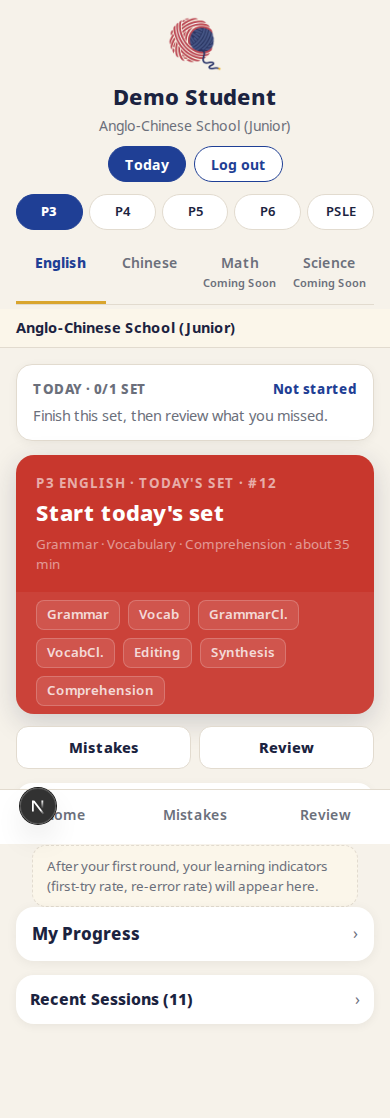 Demo Student
Anglo-Chinese School (Junior)
Today
Log out
P3
P4
P5
P6
PSLE
English
Chinese
Math
Coming Soon
Science
Coming Soon
Anglo-Chinese School (Junior)
TODAY · 0/1 SET
Not started
Finish this set, then review what you missed.
P3 ENGLISH · TODAY'S SET · #12
Start today's set
Grammar · Vocabulary · Comprehension · about 35
min
Grammar
Vocab
GrammarCl.
VocabCl.
Editing
Synthesis
Comprehension
Mistakes
Review
N
Mistakes
Review
After your first round, your learning indicators
(first-try rate, re-error rate) will appear here.
My Progress
›
Recent Sessions (11)
›